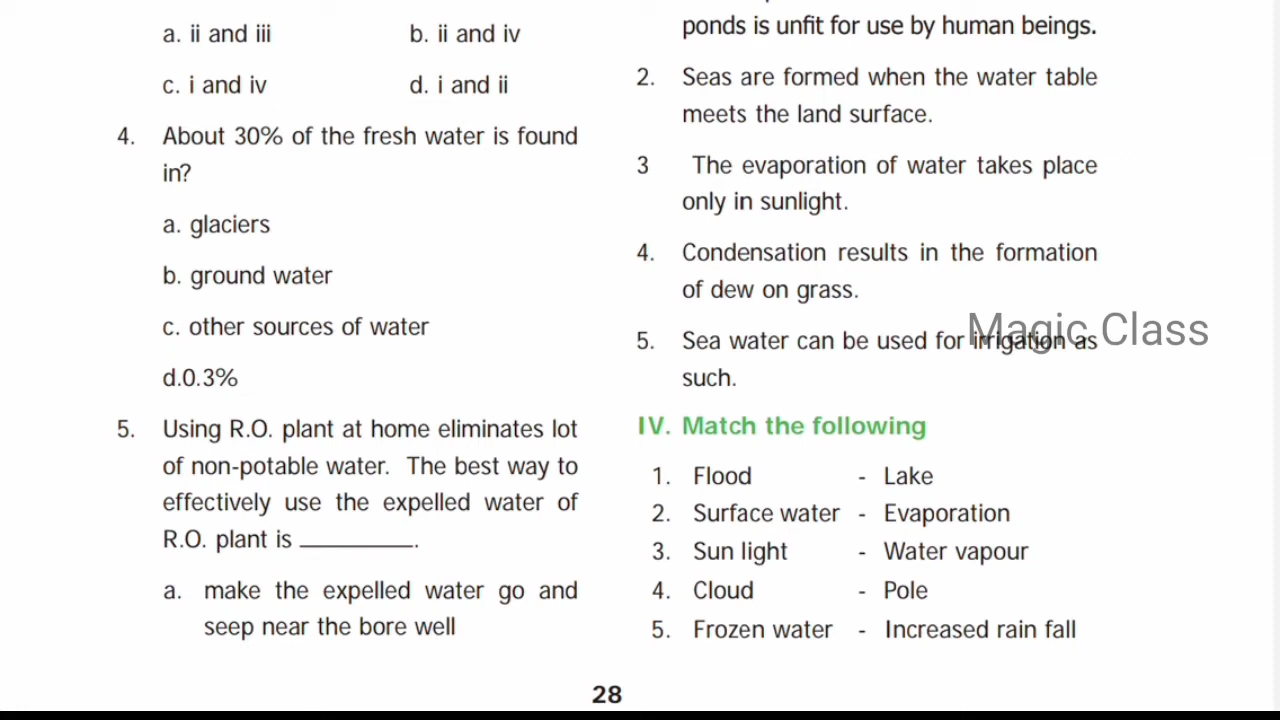 a. ii and iii b. ii and iv
c. i and iv d. i and ii
4. About 30% of the fresh water is found
in?
a. glaciers
b. ground water
c. other sources of water
d.0.3%
5. Using R.O. plant at home eliminates lot
of non-potable water. The best way to
effectively use the expelled water of
R.O. plant is __________.
a. make the expelled water go and
seep near the bore well
ponds is unfit for use by human beings.
2. Seas are formed when the water table
meets the land surface.
3 The evaporation of water takes place
only in sunlight.
4. Condensation results in the formation
of dew on grass.
Magic Class
5. Sea water can be used for irrigation as
such.
IV. Match the following
1. Flood - Lake
2. Surface water - Evaporation
3. Sun light - Water vapour
4. Cloud - Pole
5. Frozen water - Increased rain fall
28